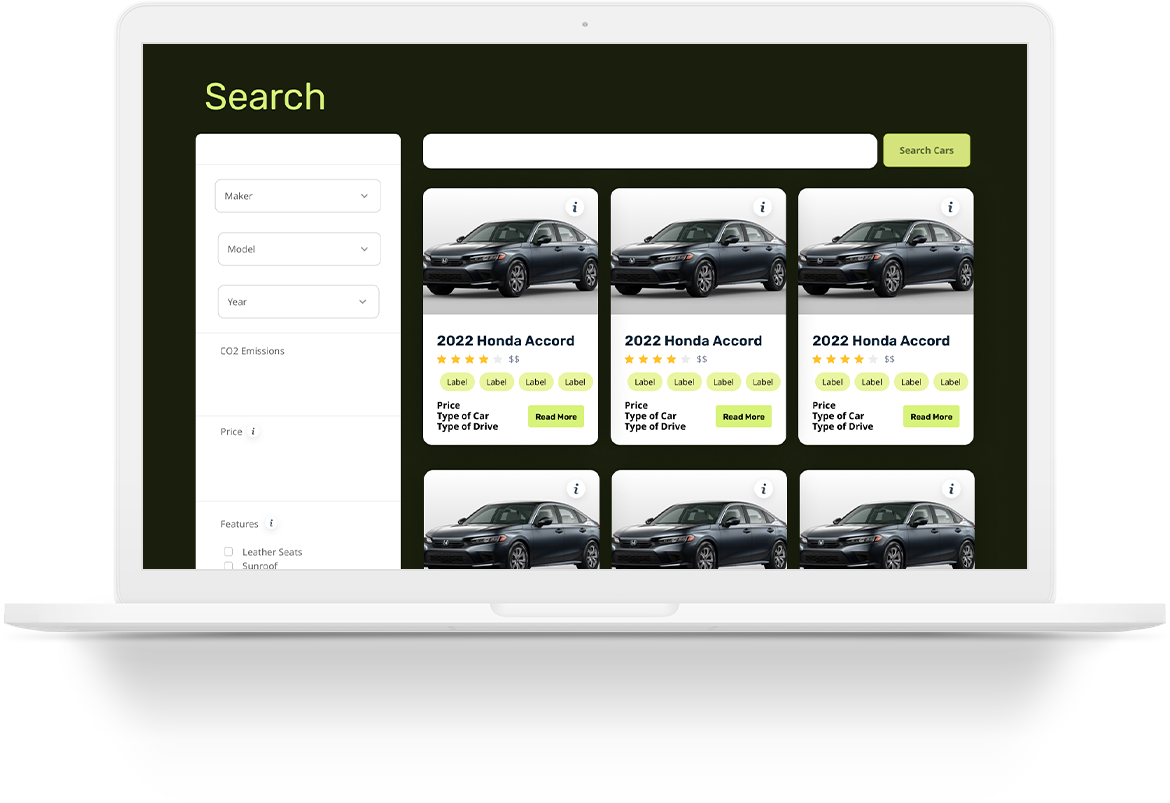 Search
Search Cars
Maker
Model
Year
CO2 Emissions
Price i
Features i
Leather Seats
Sunroof
i
2022 Honda Accord
$$
Label Label Label Label
Price
Type of Car
Type of Drive
Read More
i
2022 Honda Accord
$$
Label Label Label Label
Price
Type of Car
Type of Drive
Read More
i
2022 Honda Accord
$$
Label Label Label Label
Price
Type of Car
Type of Drive
Read More
i
i
i